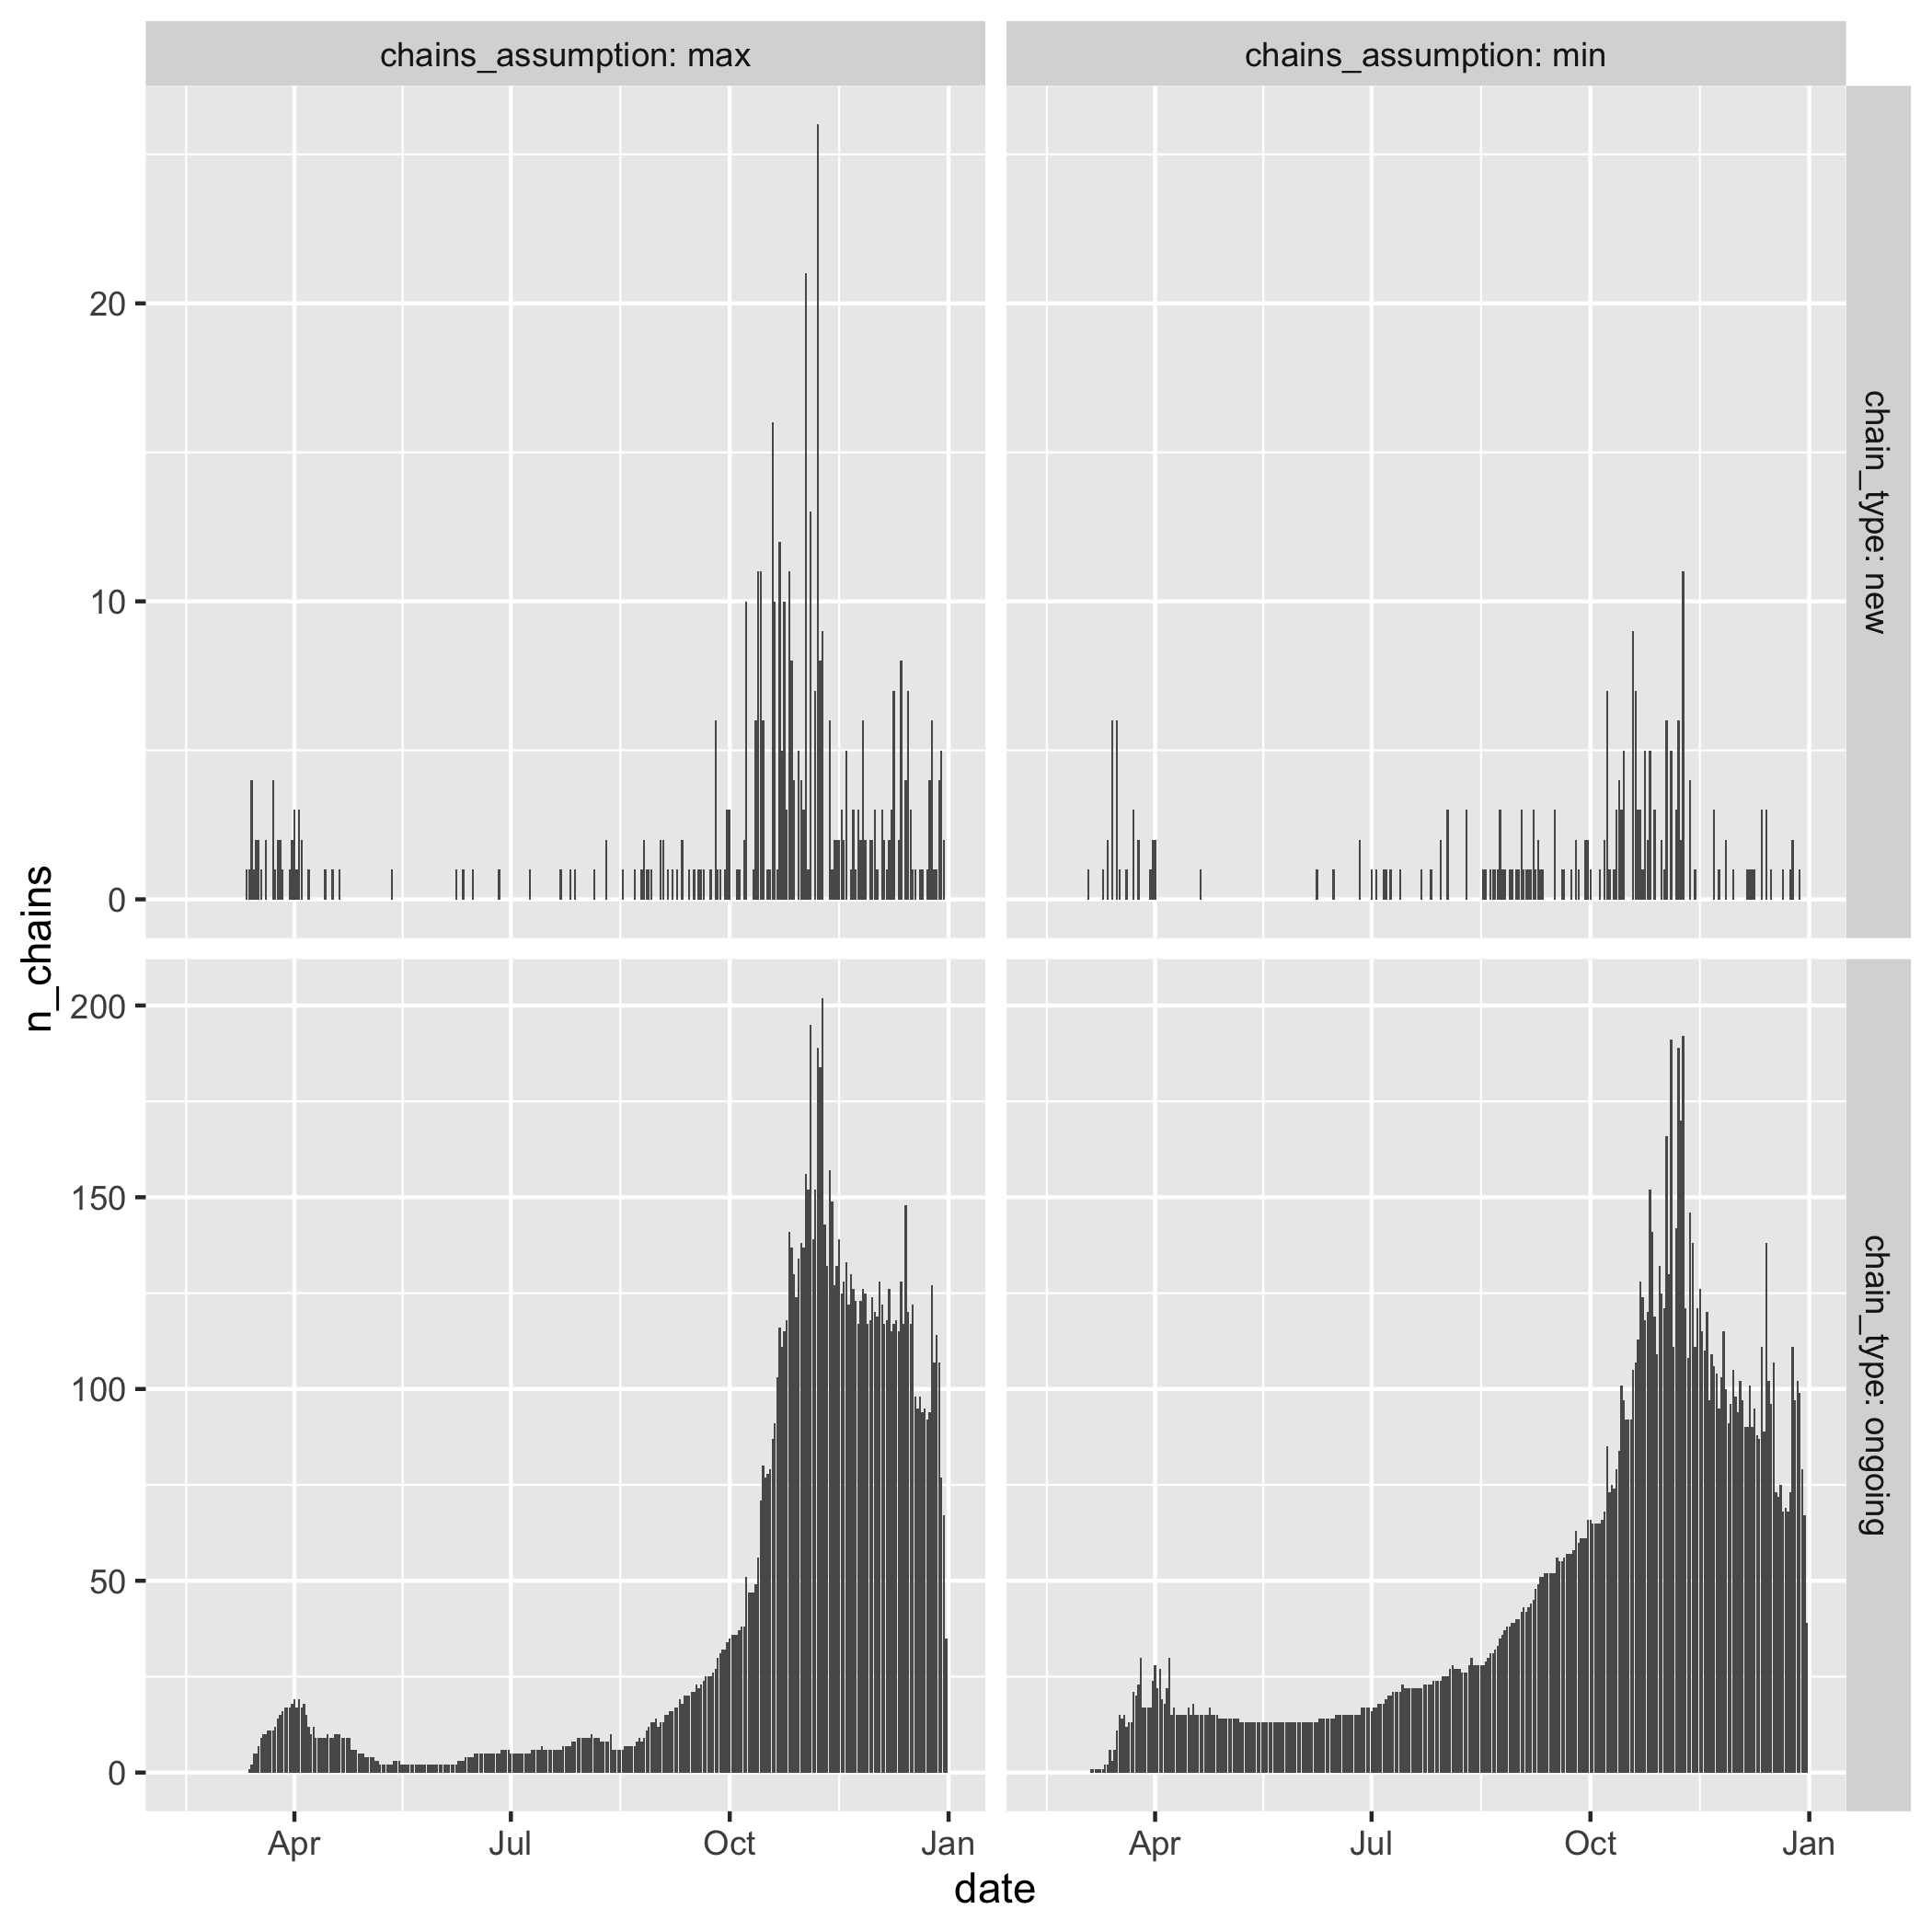 chains_assumption: max
chains_assumption: min
chain_type: new
chain_type: ongoing
n_chains
20
10
0
200
150
100
50
0
Apr
Jul
Oct
Jan
Apr
Jul
Oct
Jan
date